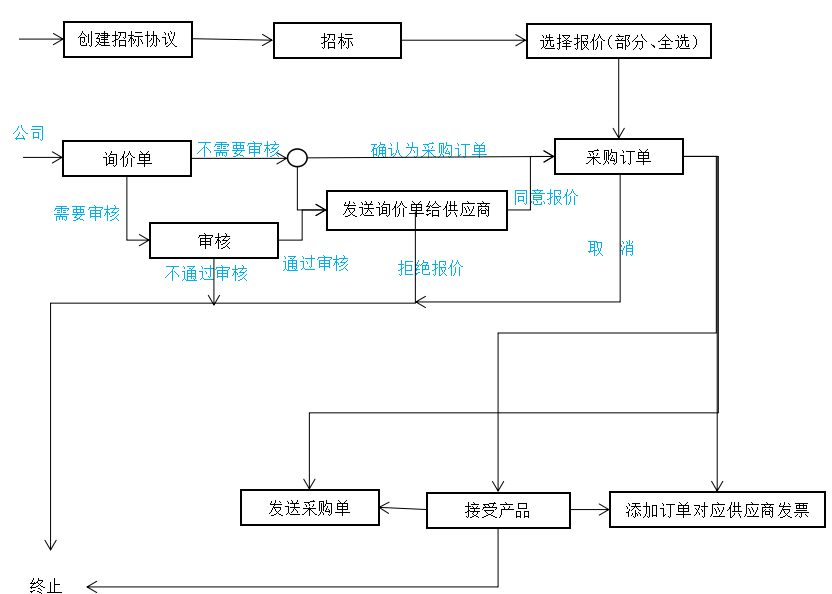 创建招标协议
招标
选择报价(部分、全选)
公司
询价单
不需要审核
确认为采购订单
采购订单
需要审核
发送询价单给供应商
同意报价
审核
通过审核
不通过审核
拒绝报价
取 消
发送采购单
接受产品
添加订单对应供应商发票
终止